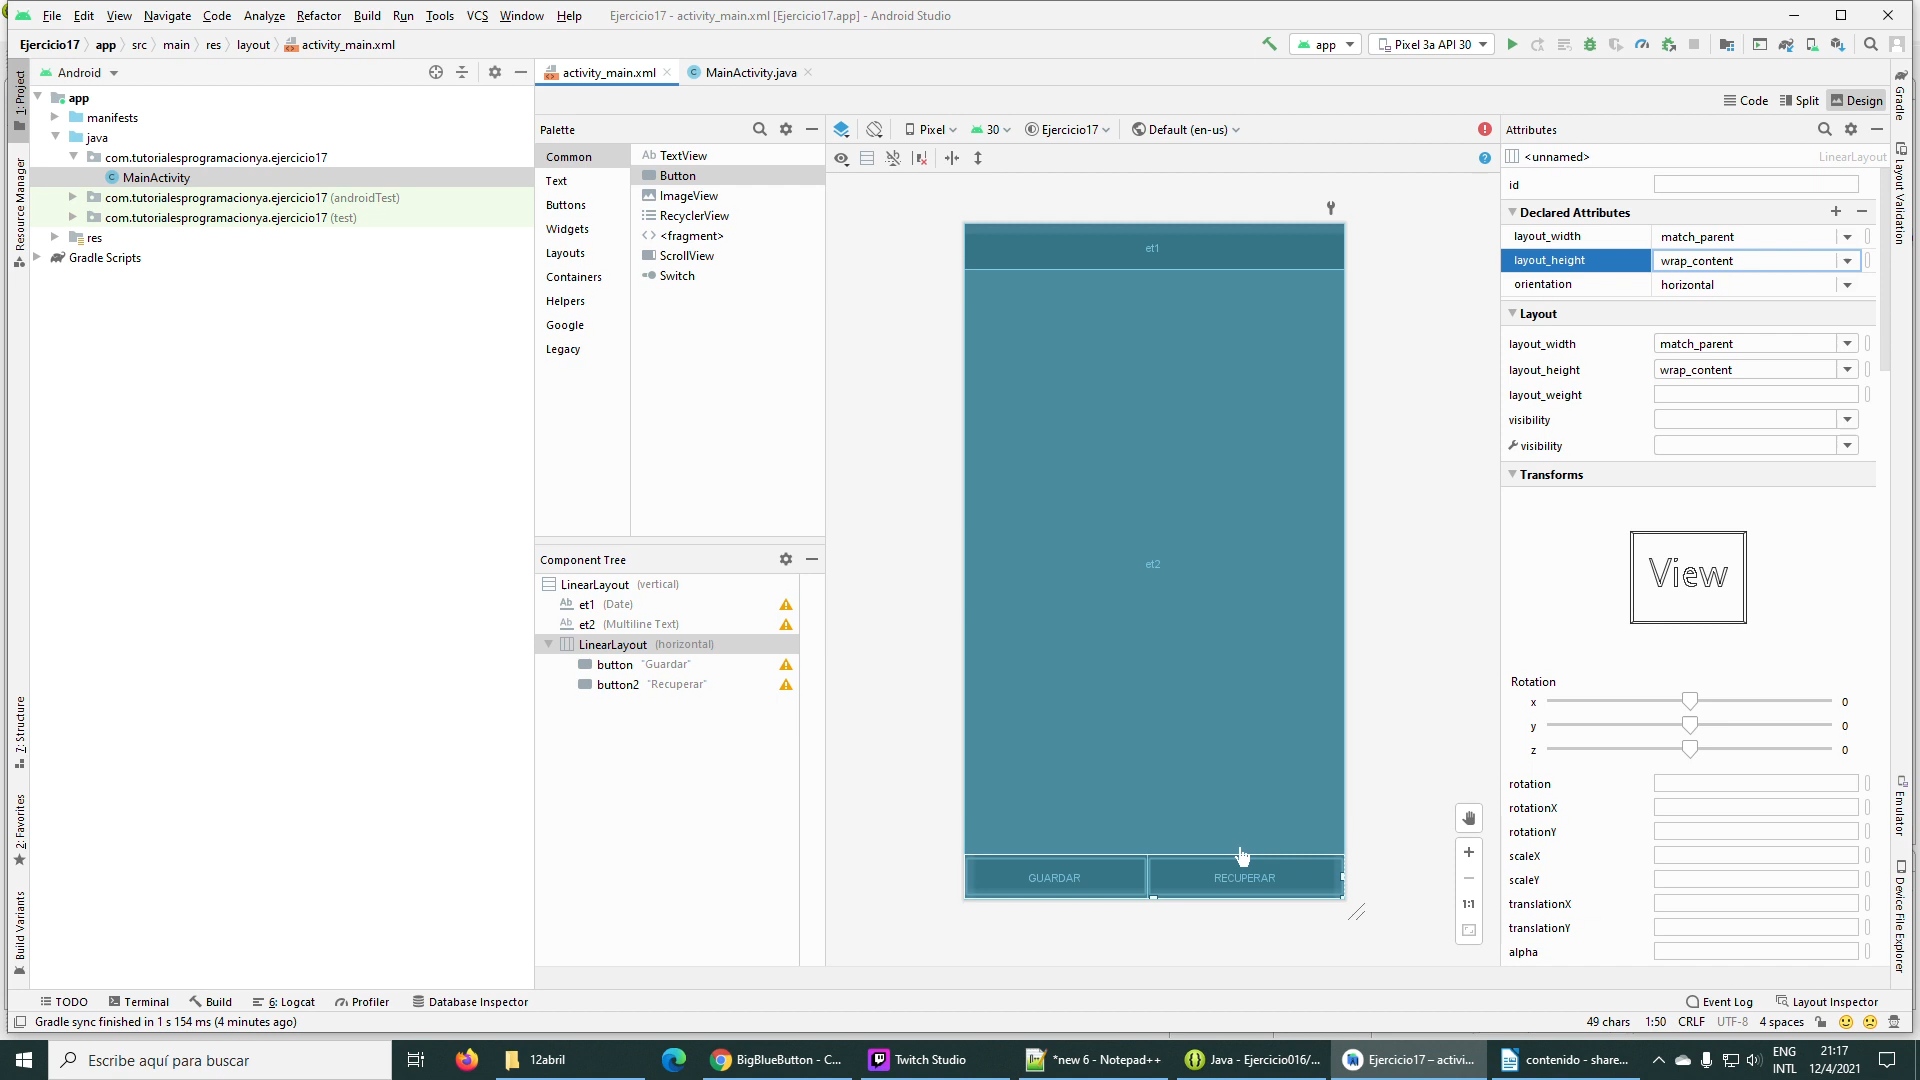 File Edit View Navigate Code Analyze Refactor Build Run Tools VCS Window Help Ejercicio17 - activity_main.xml [Ejercicio17.app] - Android Studio
Ejercicio17 app src main res layout activity_main.xml app Pixel 3a API 30
Android activity_main.xml MainActivity.java
1: Project
Resource Manager
7: Structure
2: Favorites
Build Variants
app
manifests
java
com.tutorialesprogramacionya.ejercicio17
MainActivity
com.tutorialesprogramacionya.ejercicio17 (androidTest)
com.tutorialesprogramacionya.ejercicio17 (test)
res
Gradle Scripts
Code Split Design
Palette
Common
Text
Buttons
Widgets
Layouts
Containers
Helpers
Google
Legacy
Ab TextView
Button
ImageView
RecyclerView
<> <fragment>
ScrollView
Switch
Component Tree
LinearLayout (vertical)
Ab et1 (Date)
Ab et2 (Multiline Text)
LinearLayout (horizontal)
button "Guardar"
button2 "Recuperar"
Pixel 30 Ejercicio17 Default (en-us)
et1
et2
GUARDAR RECUPERAR
1:1
Attributes
<unnamed> LinearLayout
id
Declared Attributes
layout_width match_parent
layout_height wrap_content
orientation horizontal
Layout
layout_width match_parent
layout_height wrap_content
layout_weight
visibility
visibility
Transforms
View
Rotation
x 0
y 0
z 0
rotation
rotationX
rotationY
scaleX
scaleY
translationX
translationY
alpha
Gradle
Layout Validation
Emulator
Device File Explorer
TODO Terminal Build 6: Logcat Profiler Database Inspector Event Log Layout Inspector
Gradle sync finished in 1 s 154 ms (4 minutes ago) 49 chars 1:50 CRLF UTF-8 4 spaces
Escribe aquí para buscar 12abril BigBlueButton - C... Twitch Studio *new 6 - Notepad++ Java - Ejercicio016/... Ejercicio17 – activi... contenido - share... ENG INTL 21:17 12/4/2021